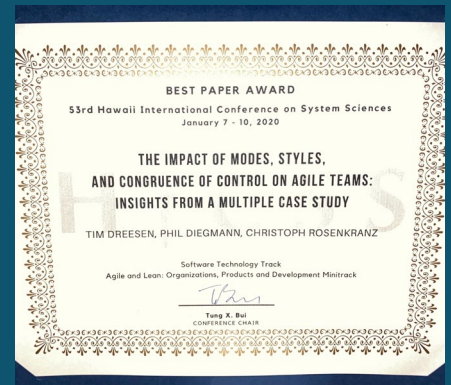 BEST PAPER AWARD
53rd Hawaii International Conference on System Sciences
January 7 - 10, 2020
HICSS
THE IMPACT OF MODES, STYLES,
AND CONGRUENCE OF CONTROL ON AGILE TEAMS:
INSIGHTS FROM A MULTIPLE CASE STUDY
TIM DREESEN, PHIL DIEGMANN, CHRISTOPH ROSENKRANZ
Software Technology Track
Agile and Lean: Organizations, Products and Development Minitrack
Tung X. Bui
CONFERENCE CHAIR